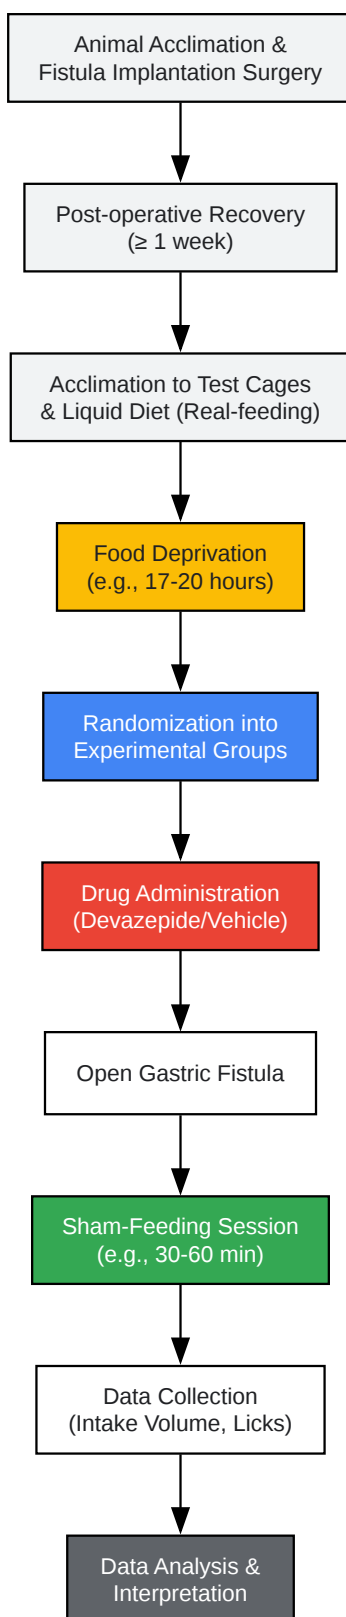 Animal Acclimation &
Fistula Implantation Surgery
Post-operative Recovery
(≥ 1 week)
Acclimation to Test Cages
& Liquid Diet (Real-feeding)
Food Deprivation
(e.g., 17-20 hours)
Randomization into
Experimental Groups
Drug Administration
(Devazepide/Vehicle)
Open Gastric Fistula
Sham-Feeding Session
(e.g., 30-60 min)
Data Collection
(Intake Volume, Licks)
Data Analysis &
Interpretation